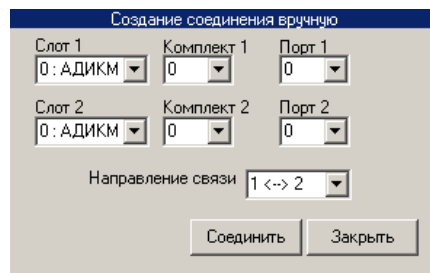 Создание соединения вручную
Слот 1 Комплект 1 Порт 1
0 : АДИКМ 0 0
Слот 2 Комплект 2 Порт 2
0 : АДИКМ 0 0
Направление связи 1 <--> 2
Соединить Закрыть